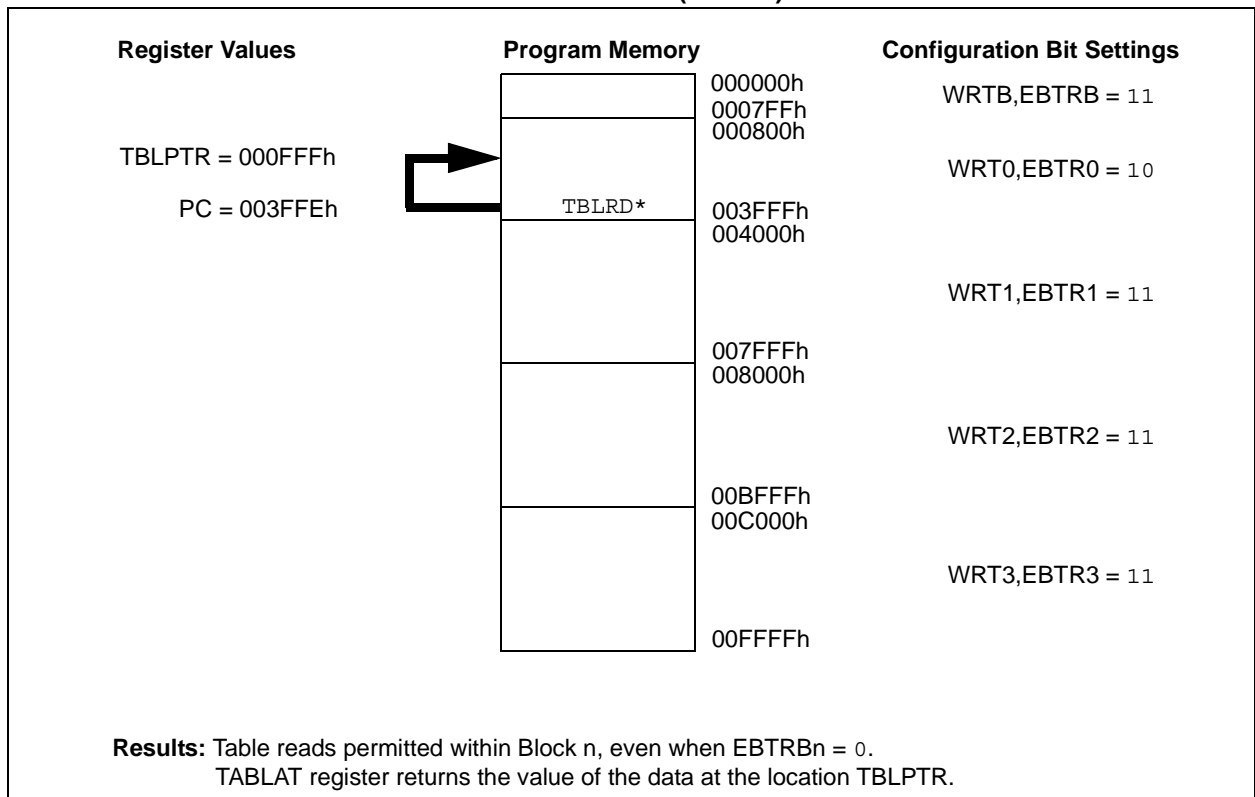 Register Values Program Memory Configuration Bit Settings
000000h
WRTB,EBTRB = 11
0007FFh
000800h
TBLPTR = 000FFFh
WRT0,EBTR0 = 10
PC = 003FFEh TBLRD* 003FFFh
004000h
WRT1,EBTR1 = 11
007FFFh
008000h
WRT2,EBTR2 = 11
00BFFFh
00C000h
WRT3,EBTR3 = 11
00FFFFh
Results: Table reads permitted within Block n, even when EBTRBn = 0.
TABLAT register returns the value of the data at the location TBLPTR.